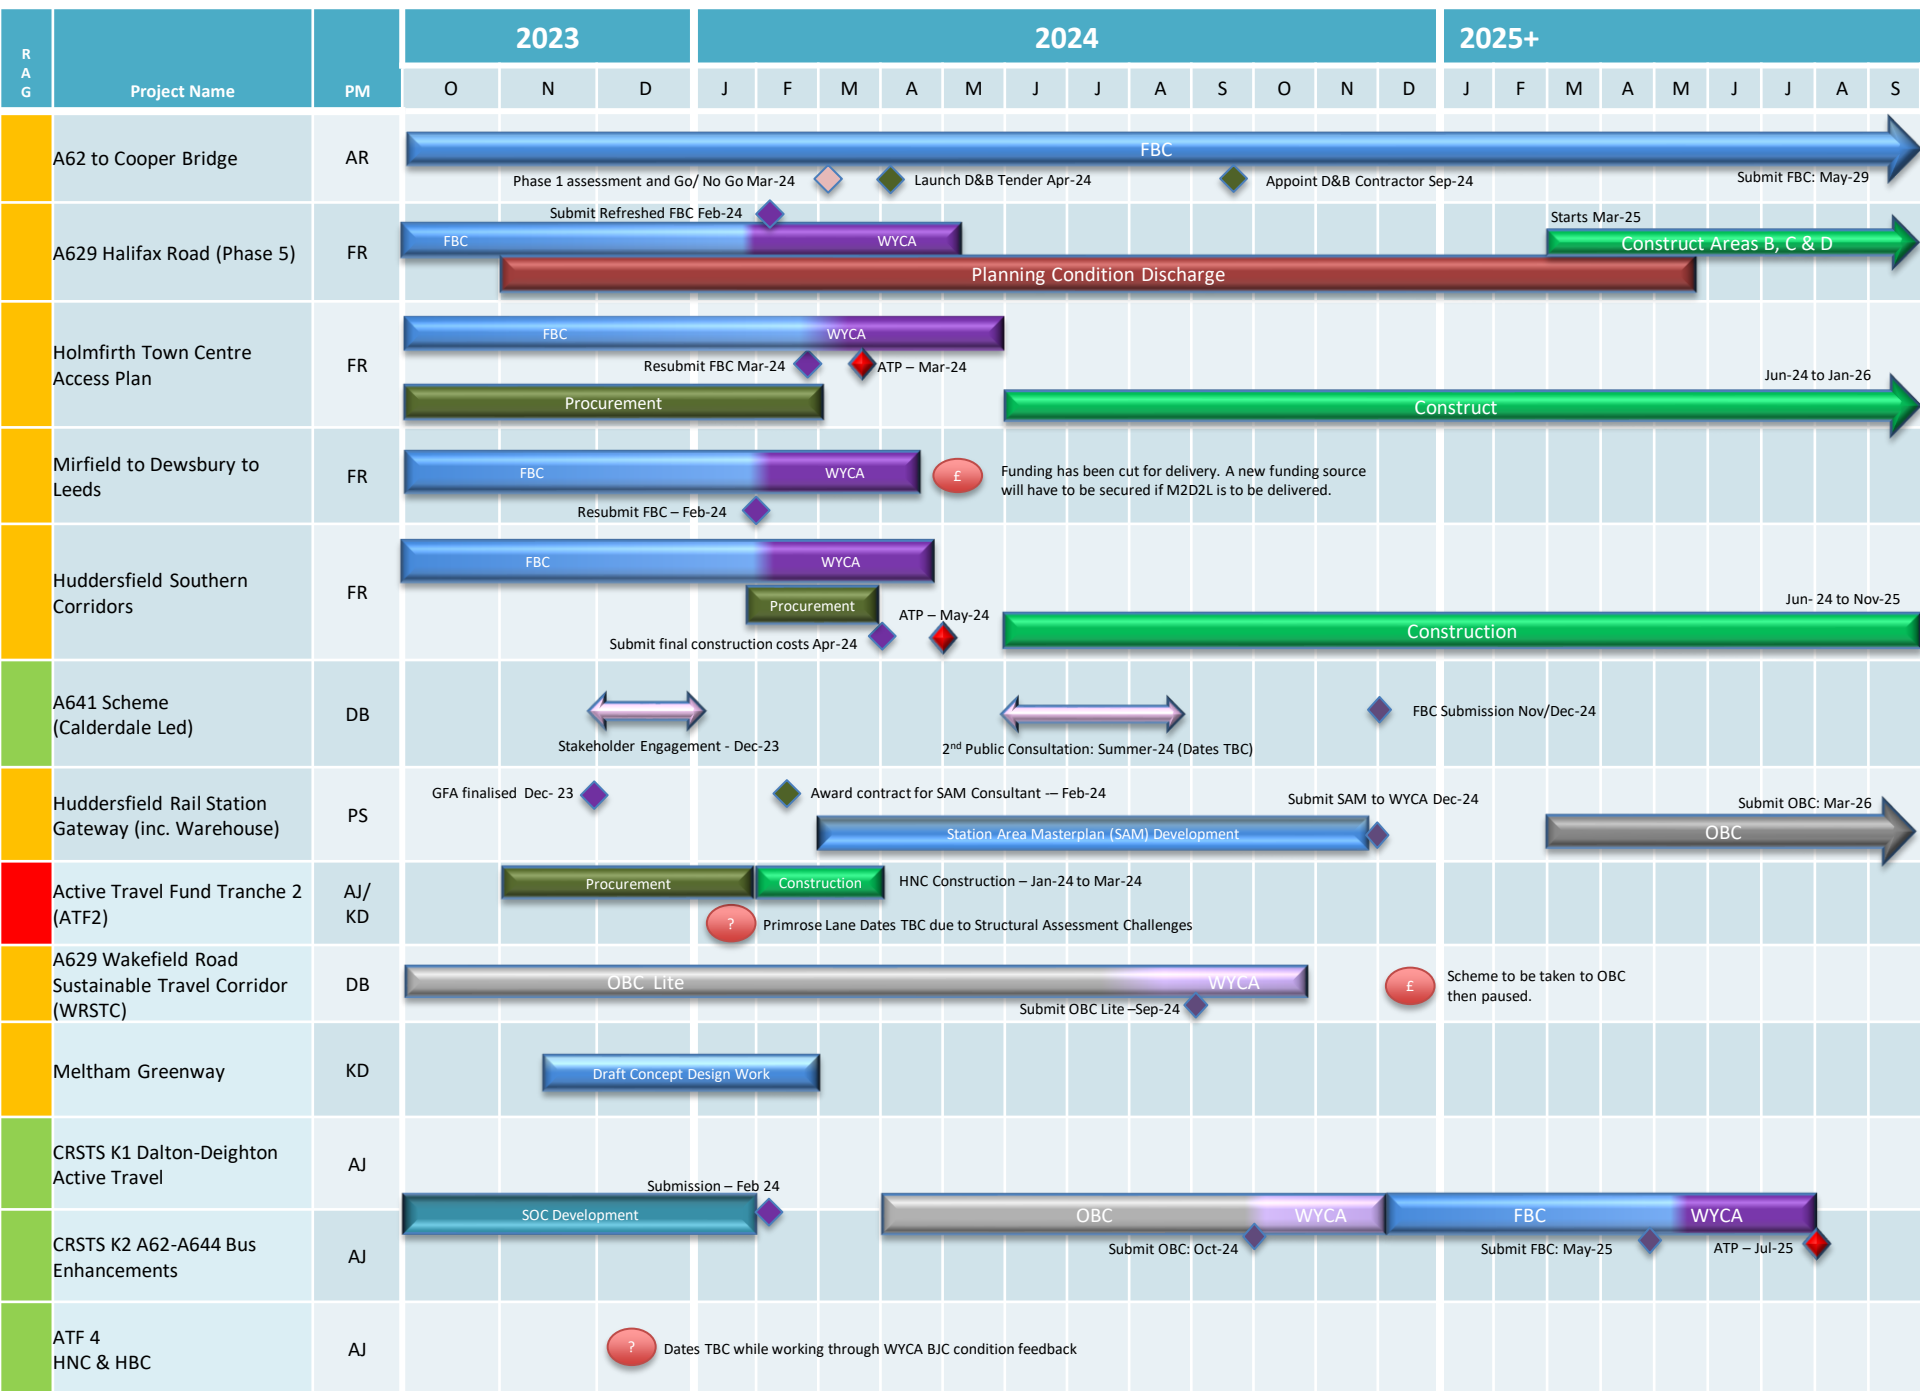 R
A
G
Project Name
PM
2023
2024
2025+
O N D J F M A M J J A S O N D J F M A M J J A S
A62 to Cooper Bridge
AR
FBC
Phase 1 assessment and Go/ No Go Mar-24
Launch D&B Tender Apr-24
Appoint D&B Contractor Sep-24
Submit FBC: May-29
A629 Halifax Road (Phase 5)
FR
Submit Refreshed FBC Feb-24
FBC
WYCA
Starts Mar-25
Construct Areas B, C & D
Planning Condition Discharge
Holmfirth Town Centre
Access Plan
FR
FBC
WYCA
Resubmit FBC Mar-24
ATP – Mar-24
Procurement
Jun-24 to Jan-26
Construct
Mirfield to Dewsbury to
Leeds
FR
FBC
WYCA
£
Funding has been cut for delivery. A new funding source
will have to be secured if M2D2L is to be delivered.
Resubmit FBC – Feb-24
Huddersfield Southern
Corridors
FR
FBC
WYCA
Procurement
ATP – May-24
Submit final construction costs Apr-24
Jun- 24 to Nov-25
Construction
A641 Scheme
(Calderdale Led)
DB
Stakeholder Engagement - Dec-23
2nd Public Consultation: Summer-24 (Dates TBC)
FBC Submission Nov/Dec-24
Huddersfield Rail Station
Gateway (inc. Warehouse)
PS
GFA finalised Dec- 23
Award contract for SAM Consultant -– Feb-24
Submit SAM to WYCA Dec-24
Station Area Masterplan (SAM) Development
Submit OBC: Mar-26
OBC
Active Travel Fund Tranche 2
(ATF2)
AJ/
KD
Procurement
Construction
HNC Construction – Jan-24 to Mar-24
?
Primrose Lane Dates TBC due to Structural Assessment Challenges
A629 Wakefield Road
Sustainable Travel Corridor
(WRSTC)
DB
OBC Lite
WYCA
Submit OBC Lite –Sep-24
£
Scheme to be taken to OBC
then paused.
Meltham Greenway
KD
Draft Concept Design Work
CRSTS K1 Dalton-Deighton
Active Travel
AJ
Submission – Feb 24
SOC Development
OBC
WYCA
FBC
WYCA
CRSTS K2 A62-A644 Bus
Enhancements
AJ
Submit OBC: Oct-24
Submit FBC: May-25
ATP – Jul-25
ATF 4
HNC & HBC
AJ
?
Dates TBC while working through WYCA BJC condition feedback